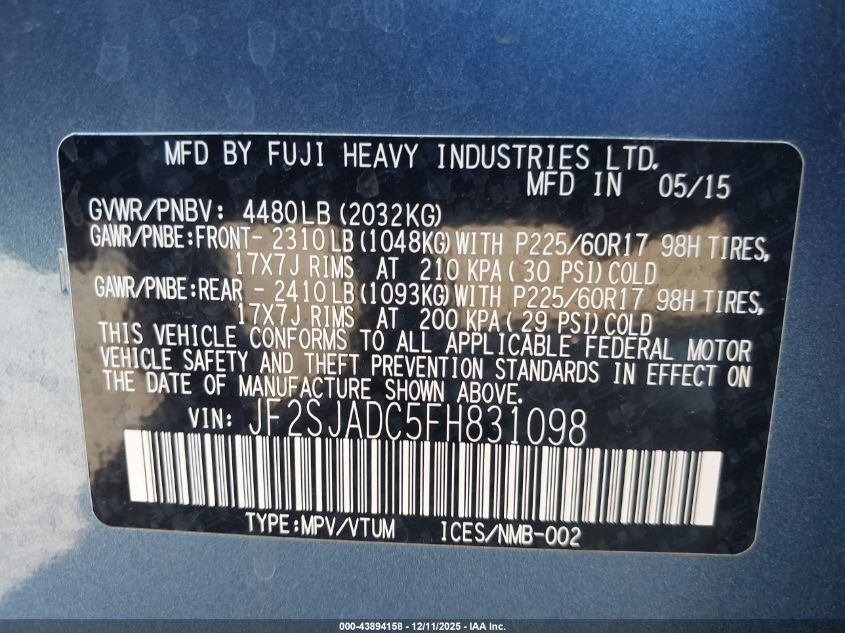 MFD BY FUJI HEAVY INDUSTRIES LTD.
MFD IN 05/15
GVWR/PNBV: 4480LB(2032KG)
GAWR/PNBE:FRONT- 2310LB(1048KG)WITH P225/60R17 98H TIRES,
17X7J RIMS AT 210 KPA(30 PSI)COLD
GAWR/PNBE:REAR - 2410LB(1093KG)WITH P225/60R17 98H TIRES,
17X7J RIMS AT 200 KPA(29 PSI)COLD
THIS VEHICLE CONFORMS TO ALL APPLICABLE FEDERAL MOTOR
VEHICLE SAFETY AND THEFT PREVENTION STANDARDS IN EFFECT ON
THE DATE OF MANUFACTURE SHOWN ABOVE.
VIN: JF2SJADC5FH831098
TYPE:MPV/VTUM ICES/NMB-002
000-43894158 - 12/11/2025 - IAA Inc.